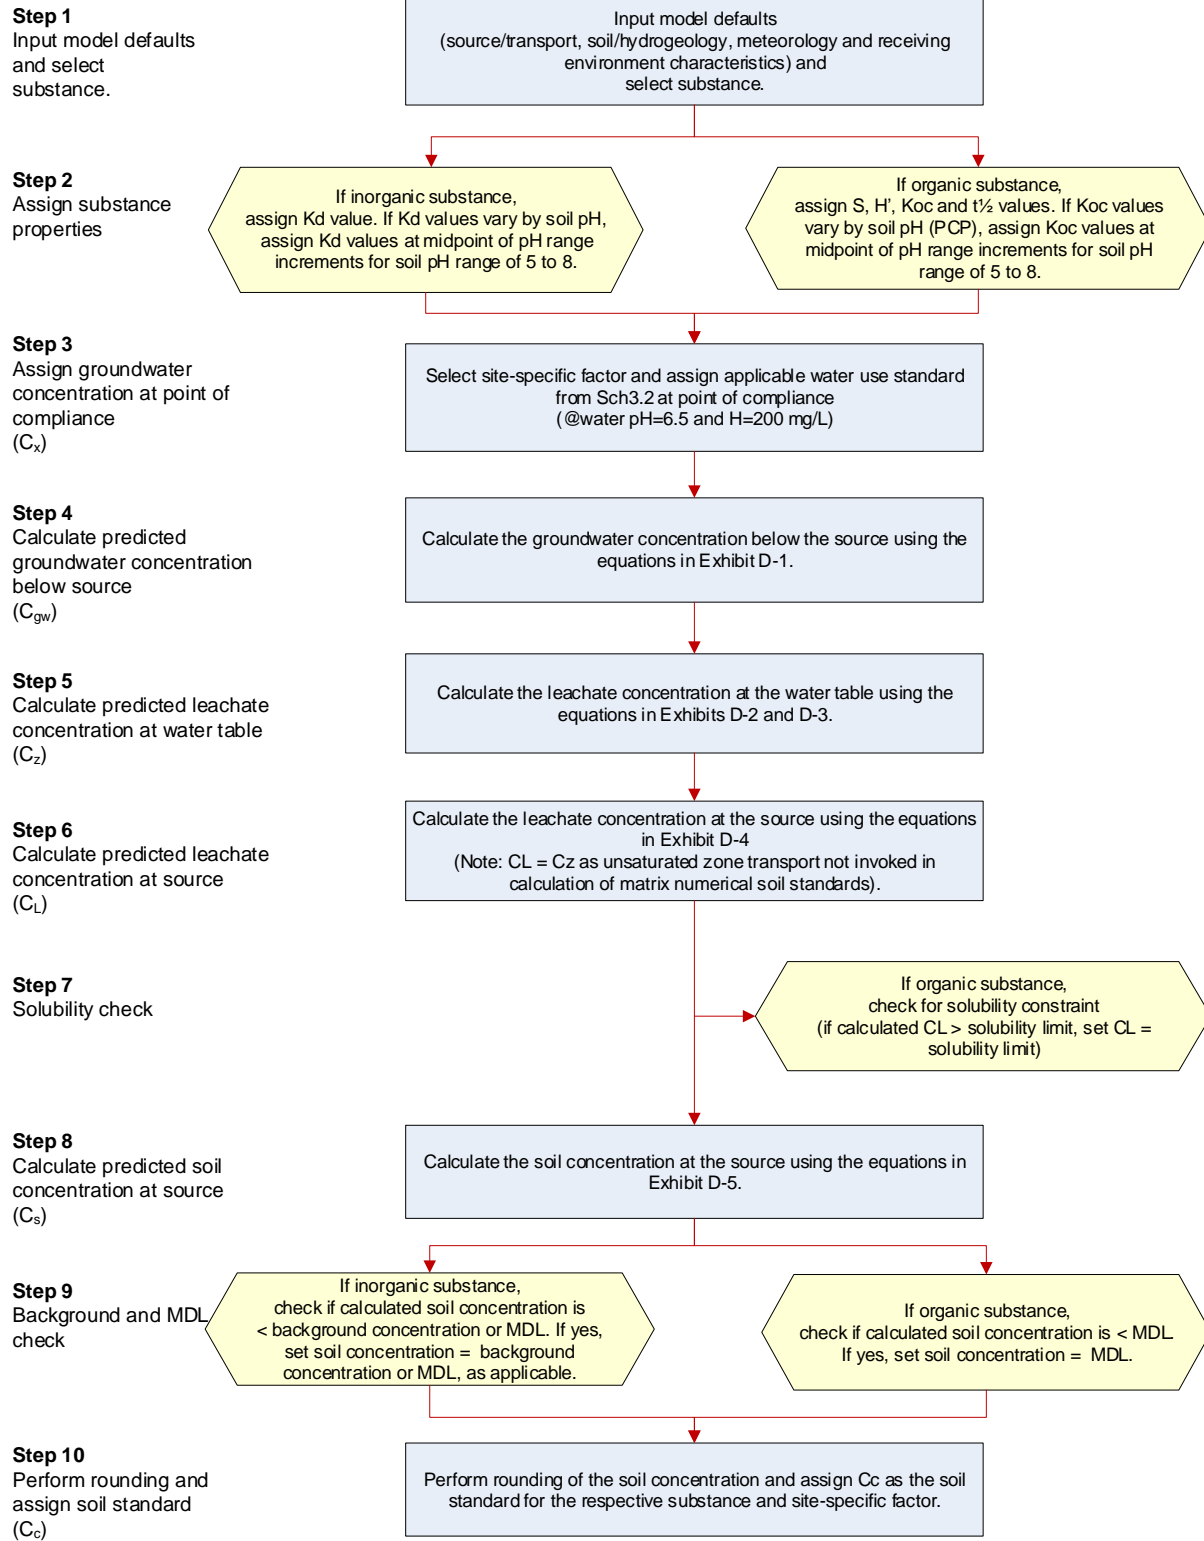 Step 1
Input model defaults
and select
substance.
Input model defaults
(source/transport, soil/hydrogeology, meteorology and receiving
environment characteristics) and
select substance.
Step 2
Assign substance
properties
If inorganic substance,
assign Kd value. If Kd values vary by soil pH,
assign Kd values at midpoint of pH range
increments for soil pH range of 5 to 8.
If organic substance,
assign S, H', Koc and t½ values. If Koc values
vary by soil pH (PCP), assign Koc values at
midpoint of pH range increments for soil pH
range of 5 to 8.
Step 3
Assign groundwater
concentration at point of
compliance
(Cx)
Select site-specific factor and assign applicable water use standard
from Sch3.2 at point of compliance
(@water pH=6.5 and H=200 mg/L)
Step 4
Calculate predicted
groundwater concentration
below source
(Cgw)
Calculate the groundwater concentration below the source using the
equations in Exhibit D-1.
Step 5
Calculate predicted leachate
concentration at water table
(Cz)
Calculate the leachate concentration at the water table using the
equations in Exhibits D-2 and D-3.
Step 6
Calculate predicted leachate
concentration at source
(CL)
Calculate the leachate concentration at the source using the equations
in Exhibit D-4
(Note: CL = Cz as unsaturated zone transport not invoked in
calculation of matrix numerical soil standards).
Step 7
Solubility check
If organic substance,
check for solubility constraint
(if calculated CL > solubility limit, set CL =
solubility limit)
Step 8
Calculate predicted soil
concentration at source
(Cs)
Calculate the soil concentration at the source using the equations in
Exhibit D-5.
Step 9
Background and MDL
check
If inorganic substance,
check if calculated soil concentration is
< background concentration or MDL. If yes,
set soil concentration = background
concentration or MDL, as applicable.
If organic substance,
check if calculated soil concentration is < MDL.
If yes, set soil concentration = MDL.
Step 10
Perform rounding and
assign soil standard
(Cc)
Perform rounding of the soil concentration and assign Cc as the soil
standard for the respective substance and site-specific factor.